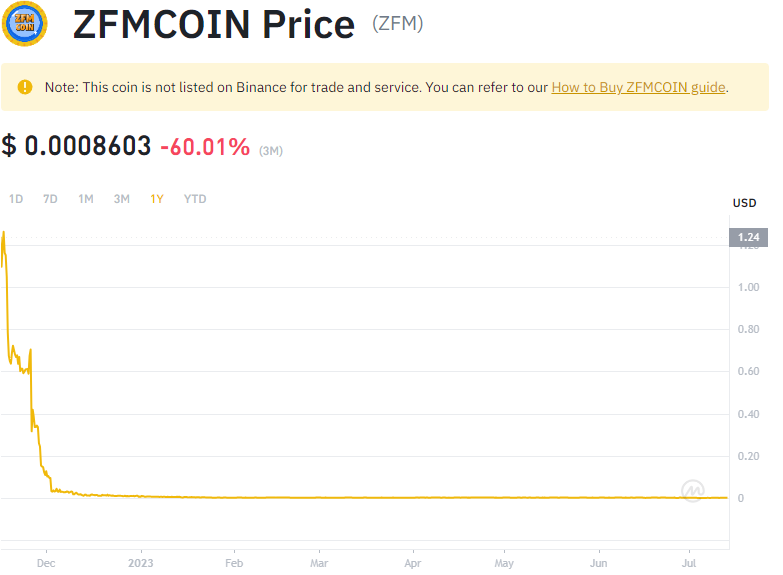 ZFM
COIN
ZFMCOIN Price (ZFM)
Note: This coin is not listed on Binance for trade and service. You can refer to our How to Buy ZFMCOIN guide.
$ 0.0008603 -60.01% (3M)
1D 7D 1M 3M 1Y YTD
USD
1.24
1.00
0.80
0.60
0.40
0.20
0
Dec 2023 Feb Mar Apr May Jun Jul